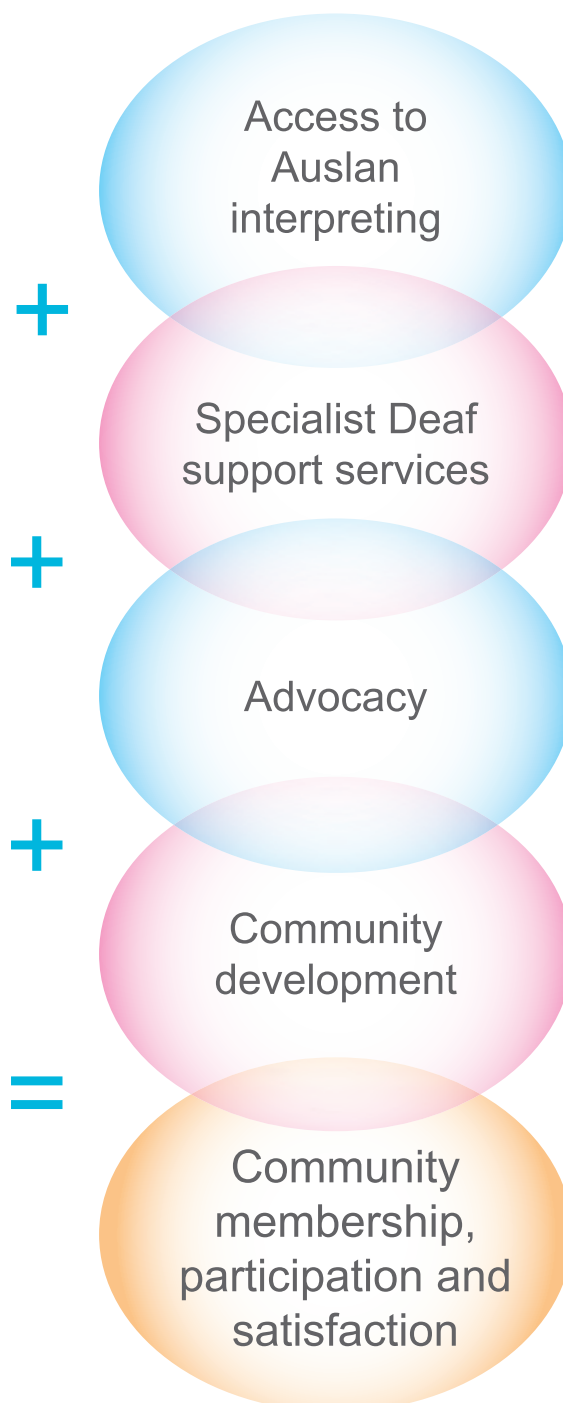 Access to
Auslan
interpreting
+
Specialist Deaf
support services
+
Advocacy
+
Community
development
=
Community
membership,
participation and
satisfaction